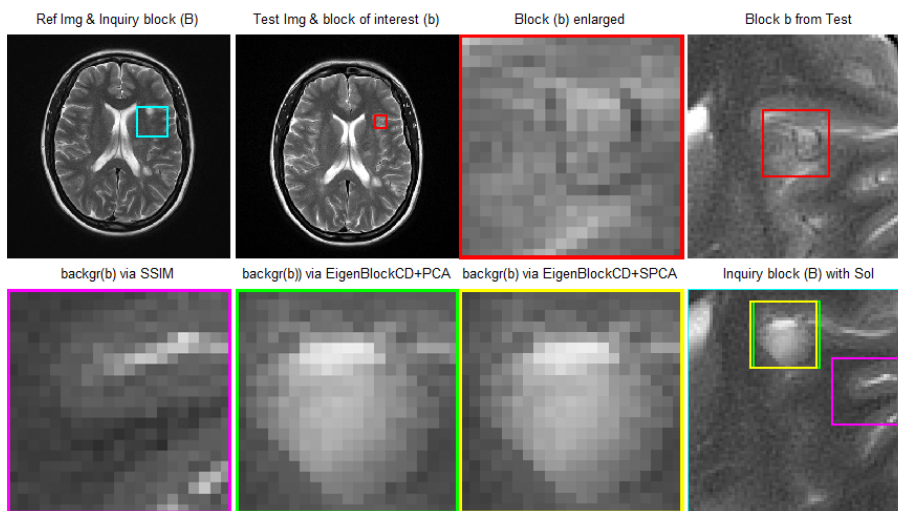 Ref Img & Inquiry block (B)
Test Img & block of interest (b)
Block (b) enlarged
Block b from Test
backgr(b) via SSIM
backgr(b)) via EigenBlockCD+PCA
backgr(b) via EigenBlockCD+SPCA
Inquiry block (B) with Sol